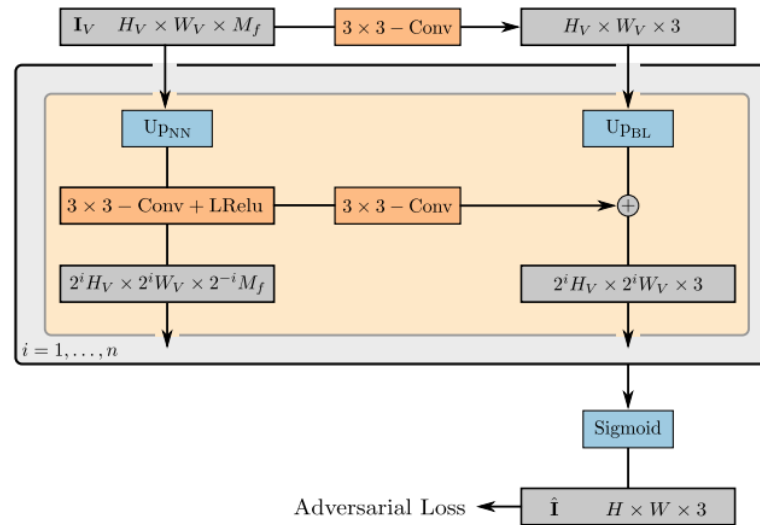 I_V H_V × W_V × M_f
3 × 3 − Conv
H_V × W_V × 3
Up_NN
Up_BL
3 × 3 − Conv + LRelu
3 × 3 − Conv
+
2^i H_V × 2^i W_V × 2^{-i} M_f
2^i H_V × 2^i W_V × 3
i = 1, . . . , n
Sigmoid
Adversarial Loss
Î H × W × 3